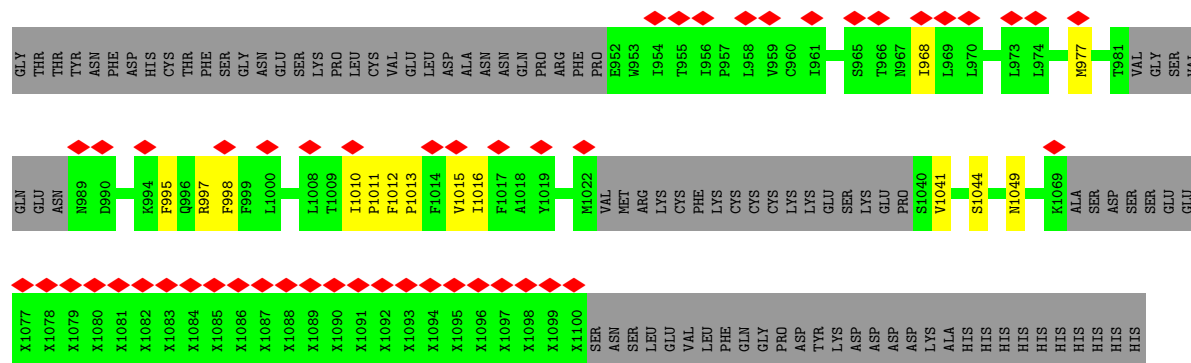 GLY THR THR TYR ASN PHE ASP HIS CYS THR PHE SER GLY ASN GLU SER LYS PRO LEU CYS VAL GLU LEU ASP ALA ASN ASN GLN PRO ARG PHE PRO E952 W953 I954 T955 I956 P957 L958 V959 C960 I961 S965 T966 N967 I968 L969 L970 L973 L974 M977 T981 VAL GLY SER VAL
GLN GLU ASN N989 D990 K994 F995 Q996 R997 F998 F999 L1000 L1008 T1009 I1010 P1011 F1012 P1013 F1014 V1015 I1016 F1017 A1018 Y1019 M1022 VAL MET ARG LYS CYS PHE LYS CYS CYS CYS LYS LYS GLU SER LYS GLU PRO S1040 V1041 S1044 N1049 K1069 ALA SER ASP SER SER GLU GLU
X1077 X1078 X1079 X1080 X1081 X1082 X1083 X1084 X1085 X1086 X1087 X1088 X1089 X1090 X1091 X1092 X1093 X1094 X1095 X1096 X1097 X1098 X1099 X1100 SER ASN SER LEU GLU VAL LEU PHE GLN GLY PRO ASP TYR LYS ASP ASP ASP ASP LYS ALA HIS HIS HIS HIS HIS HIS HIS HIS HIS HIS